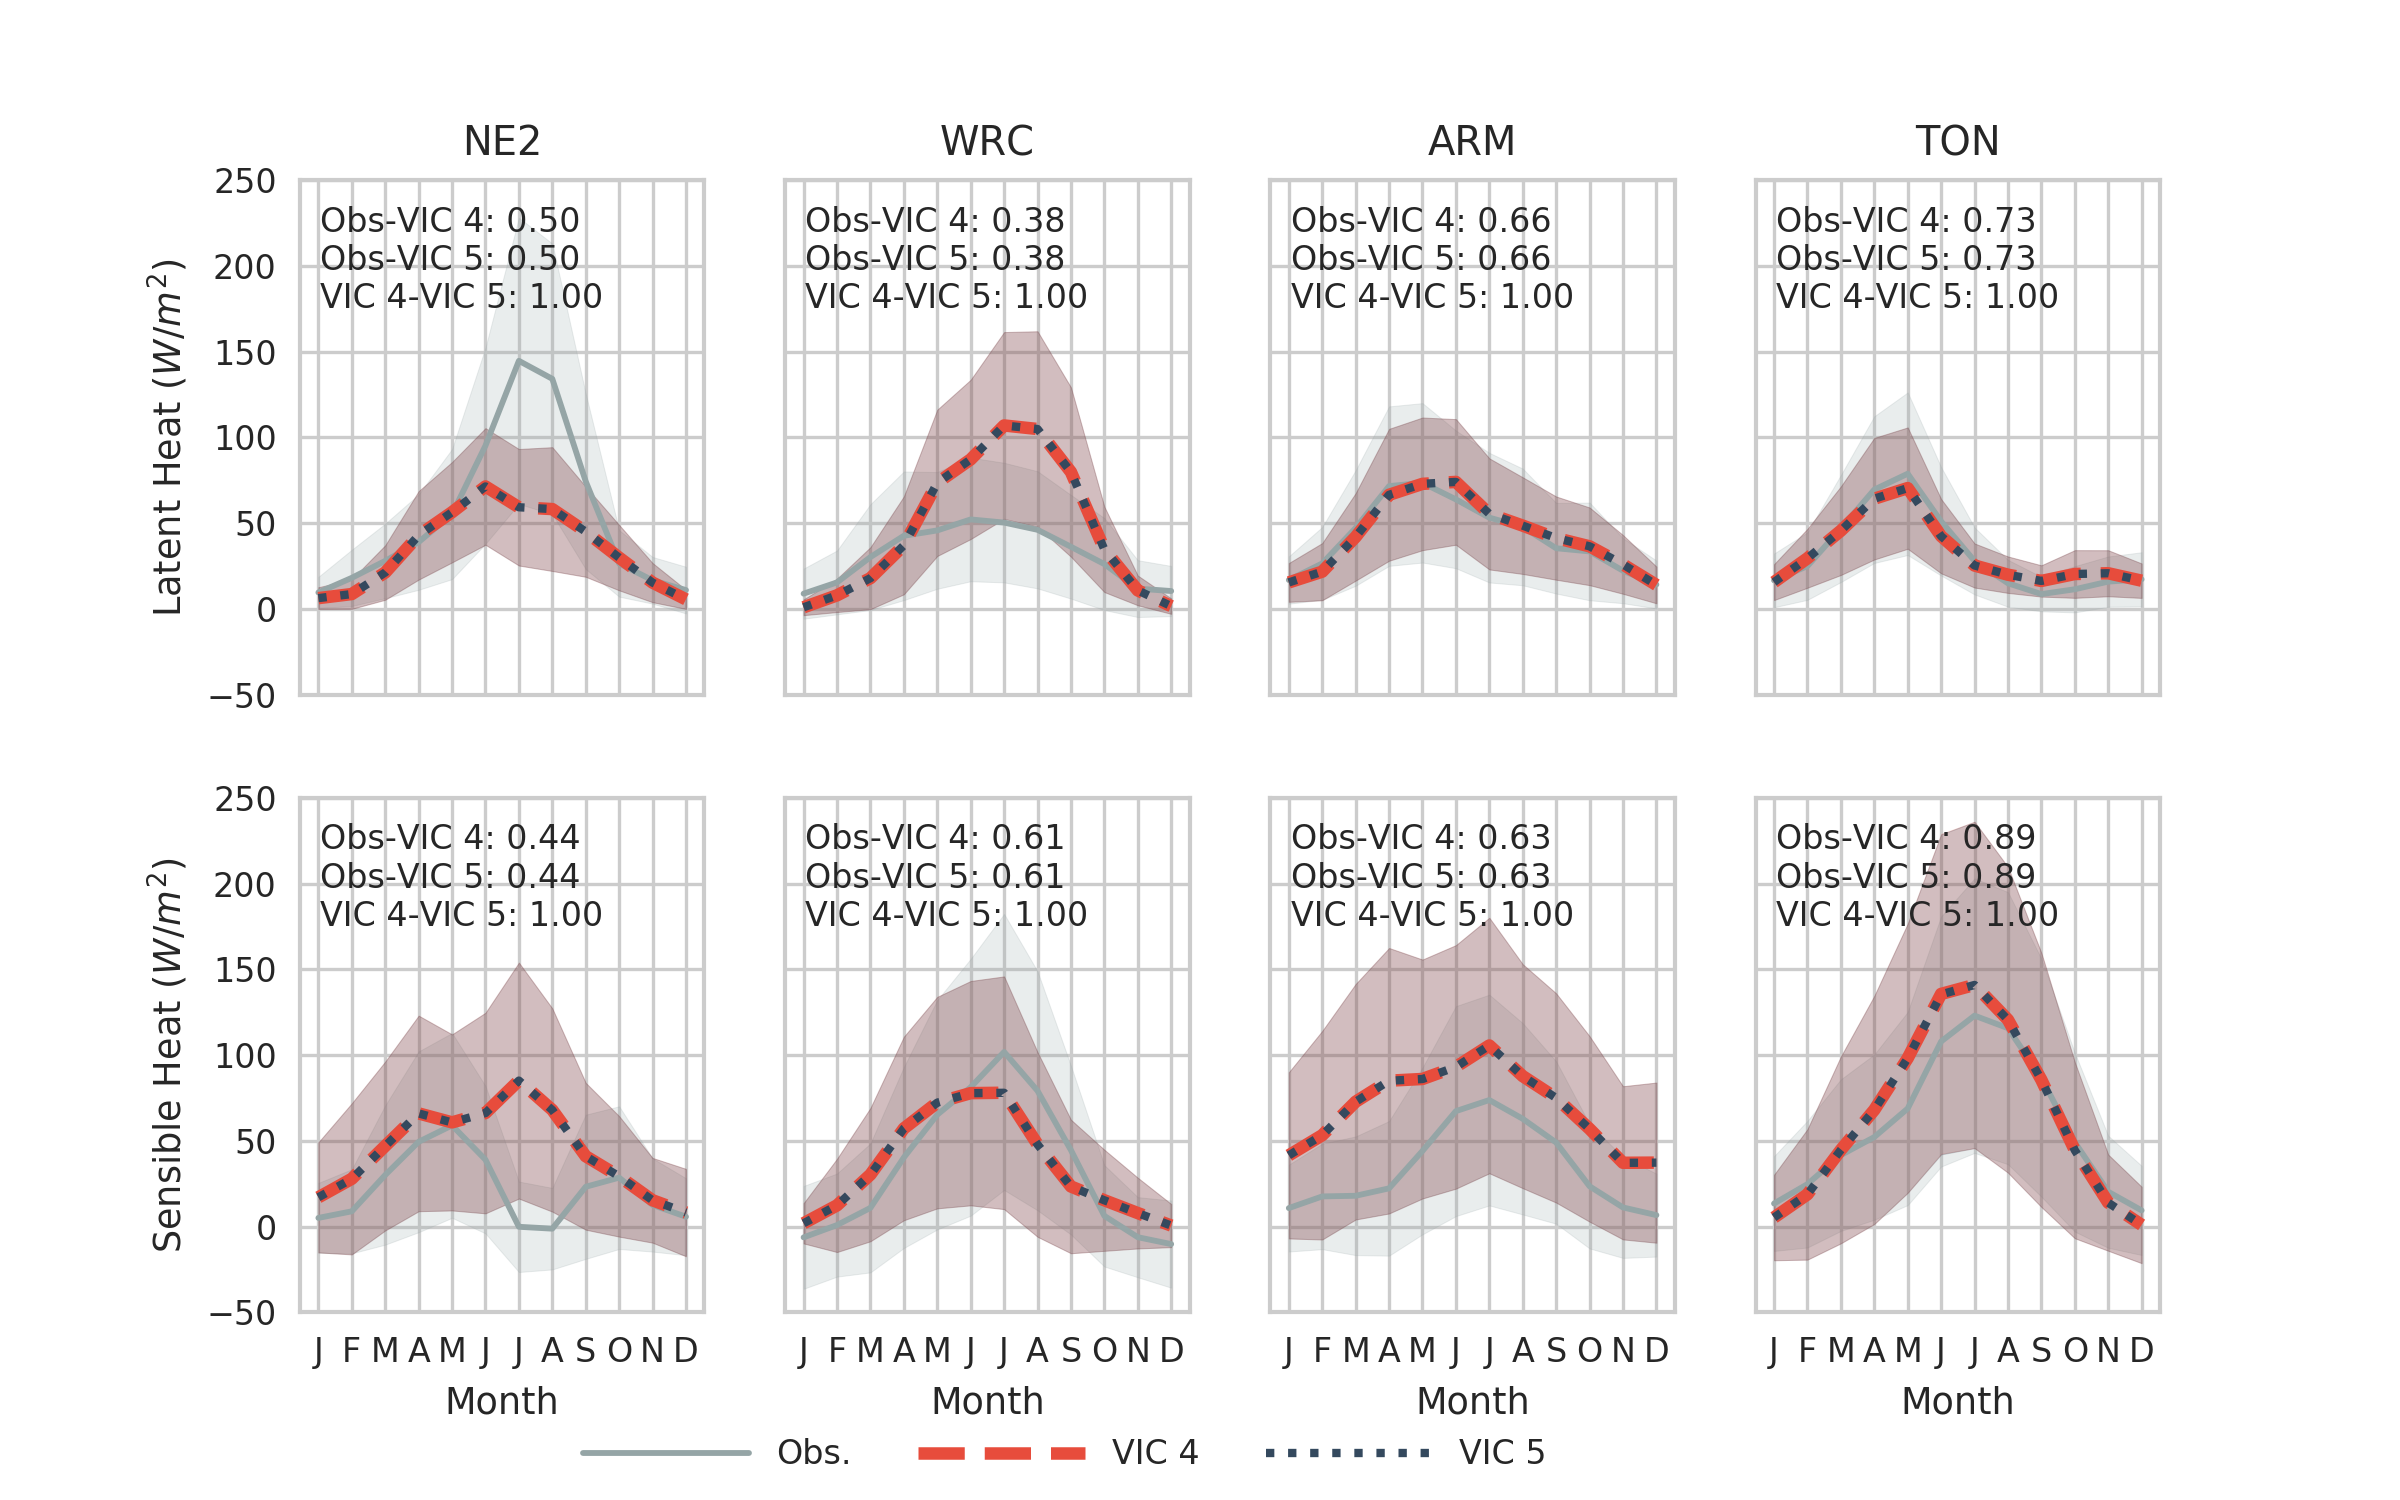 NE2 WRC ARM TON
250
200
150
100
50
0
−50
Latent Heat (W/m²)
Obs-VIC 4: 0.50
Obs-VIC 5: 0.50
VIC 4-VIC 5: 1.00
Obs-VIC 4: 0.38
Obs-VIC 5: 0.38
VIC 4-VIC 5: 1.00
Obs-VIC 4: 0.66
Obs-VIC 5: 0.66
VIC 4-VIC 5: 1.00
Obs-VIC 4: 0.73
Obs-VIC 5: 0.73
VIC 4-VIC 5: 1.00
250
200
150
100
50
0
−50
Sensible Heat (W/m²)
Obs-VIC 4: 0.44
Obs-VIC 5: 0.44
VIC 4-VIC 5: 1.00
Obs-VIC 4: 0.61
Obs-VIC 5: 0.61
VIC 4-VIC 5: 1.00
Obs-VIC 4: 0.63
Obs-VIC 5: 0.63
VIC 4-VIC 5: 1.00
Obs-VIC 4: 0.89
Obs-VIC 5: 0.89
VIC 4-VIC 5: 1.00
J F M A M J J A S O N D
J F M A M J J A S O N D
J F M A M J J A S O N D
J F M A M J J A S O N D
Month Month Month Month
Obs. VIC 4 VIC 5